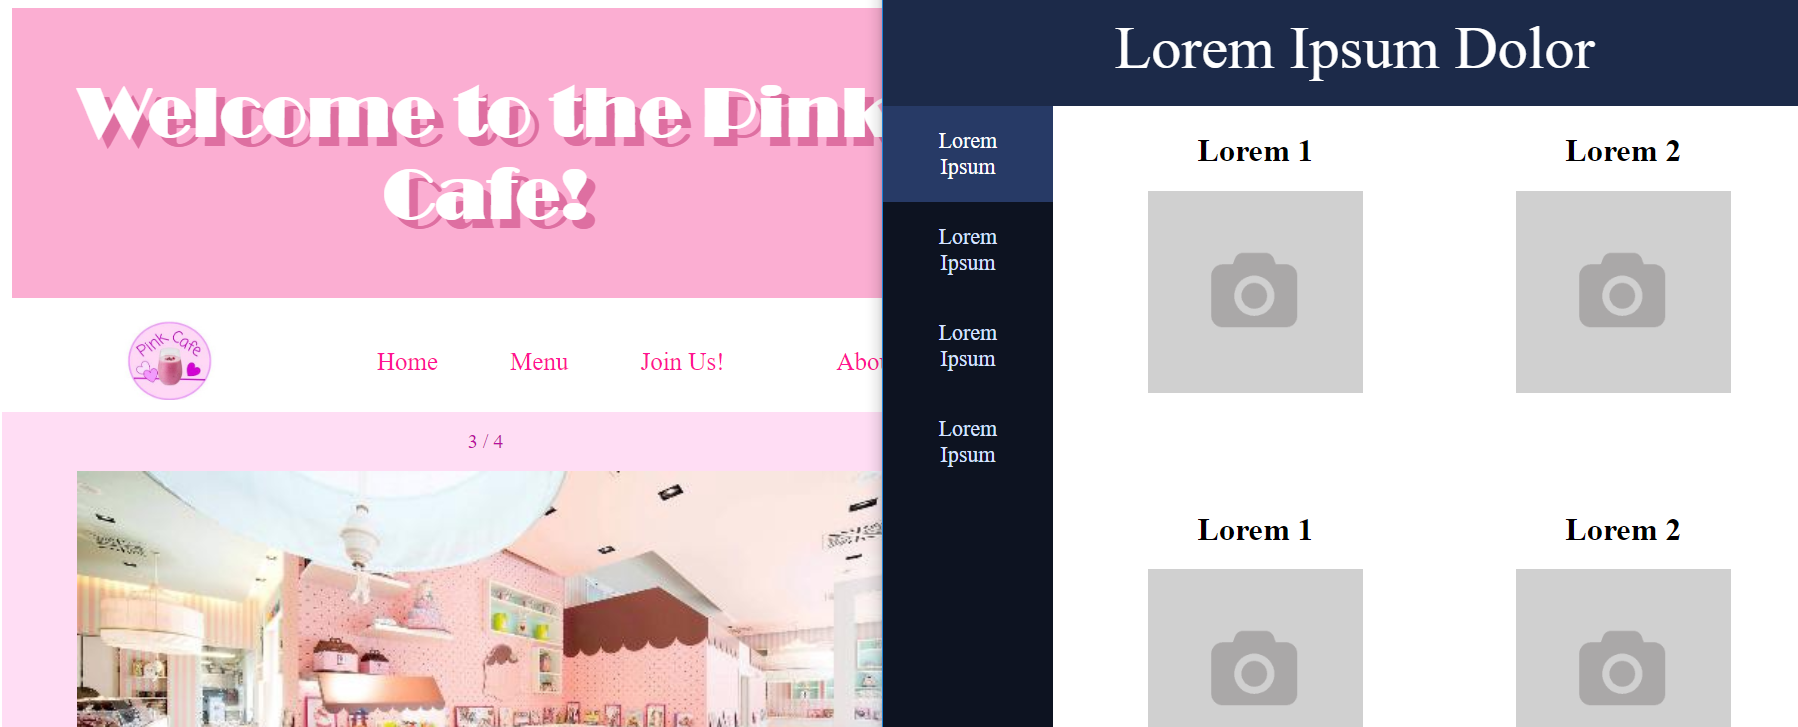 Welcome to the Pink
Cafe!
Pink Cafe
Home Menu Join Us! Abou
3 / 4
Lorem Ipsum Dolor
Lorem
Ipsum
Lorem
Ipsum
Lorem
Ipsum
Lorem
Ipsum
Lorem 1 Lorem 2
Lorem 1 Lorem 2